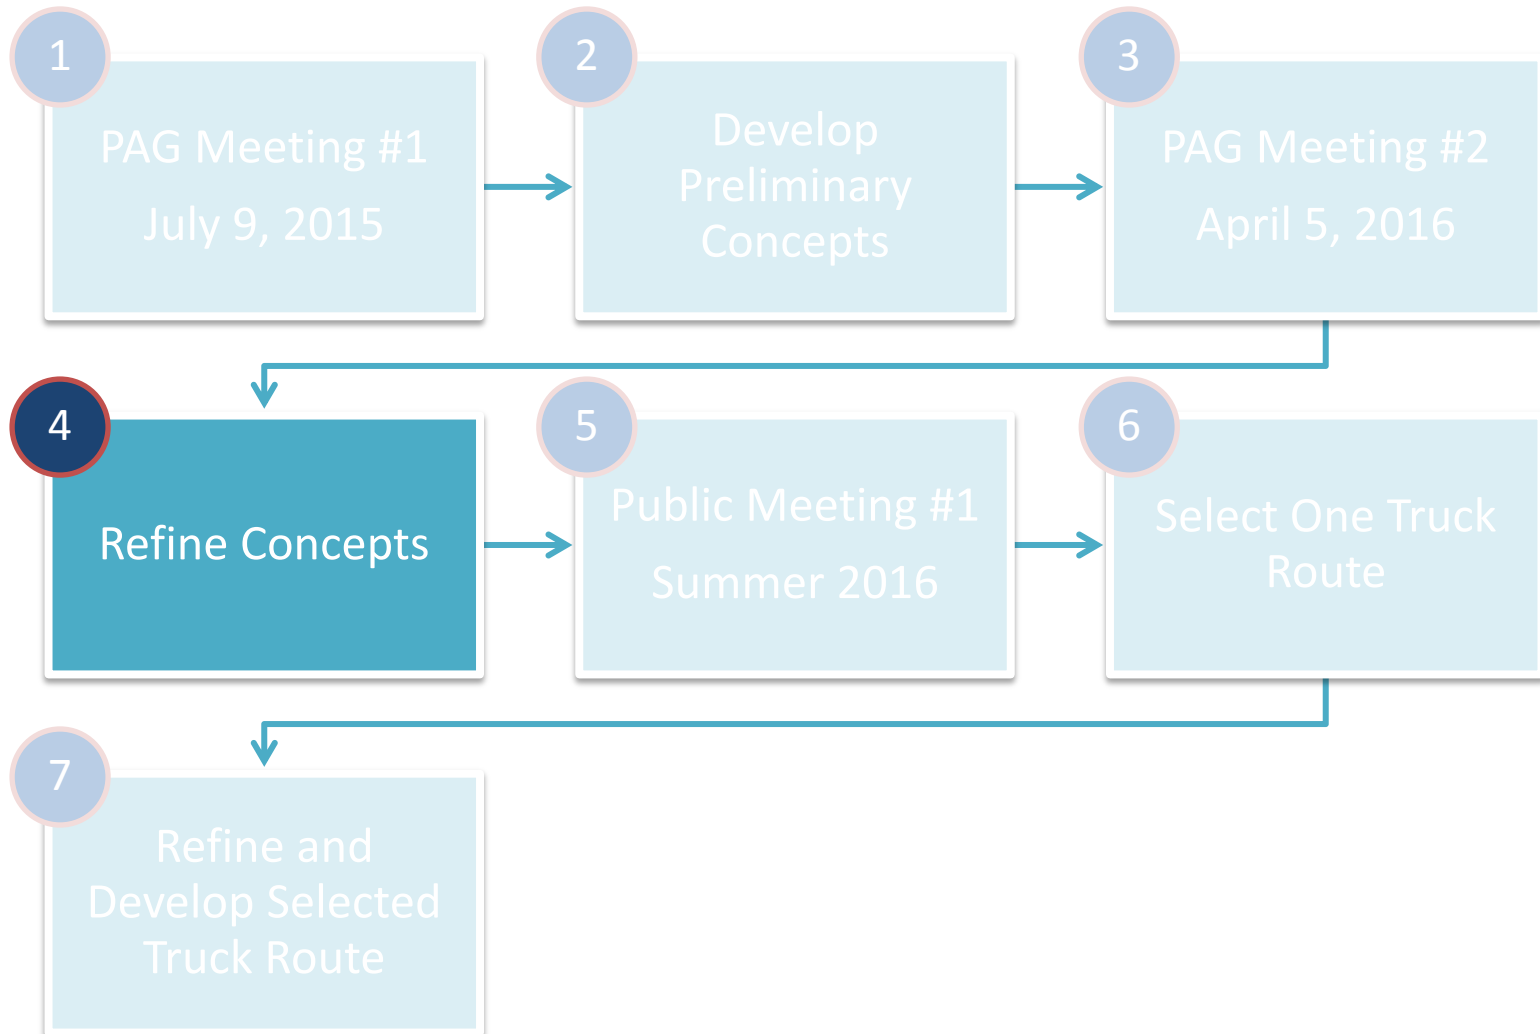 1
PAG Meeting #1
July 9, 2015
2
Develop
Preliminary
Concepts
3
PAG Meeting #2
April 5, 2016
4
Refine Concepts
5
Public Meeting #1
Summer 2016
6
Select One Truck
Route
7
Refine and
Develop Selected
Truck Route